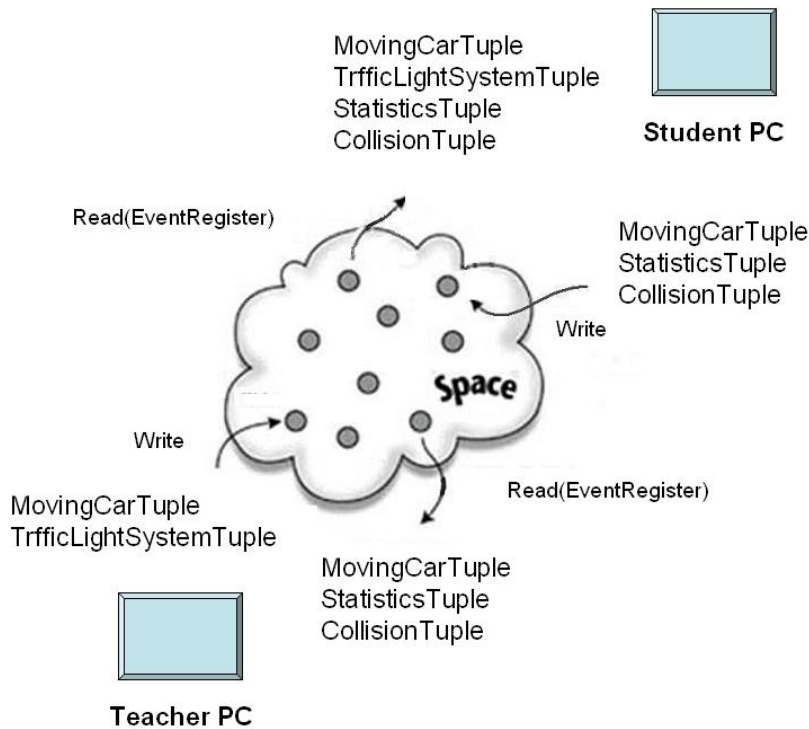 MovingCarTuple
TrfficLightSystemTuple
StatisticsTuple
CollisionTuple
Student PC
Read(EventRegister)
MovingCarTuple
StatisticsTuple
CollisionTuple
Write
Space
Write
Read(EventRegister)
MovingCarTuple
TrfficLightSystemTuple
MovingCarTuple
StatisticsTuple
CollisionTuple
Teacher PC